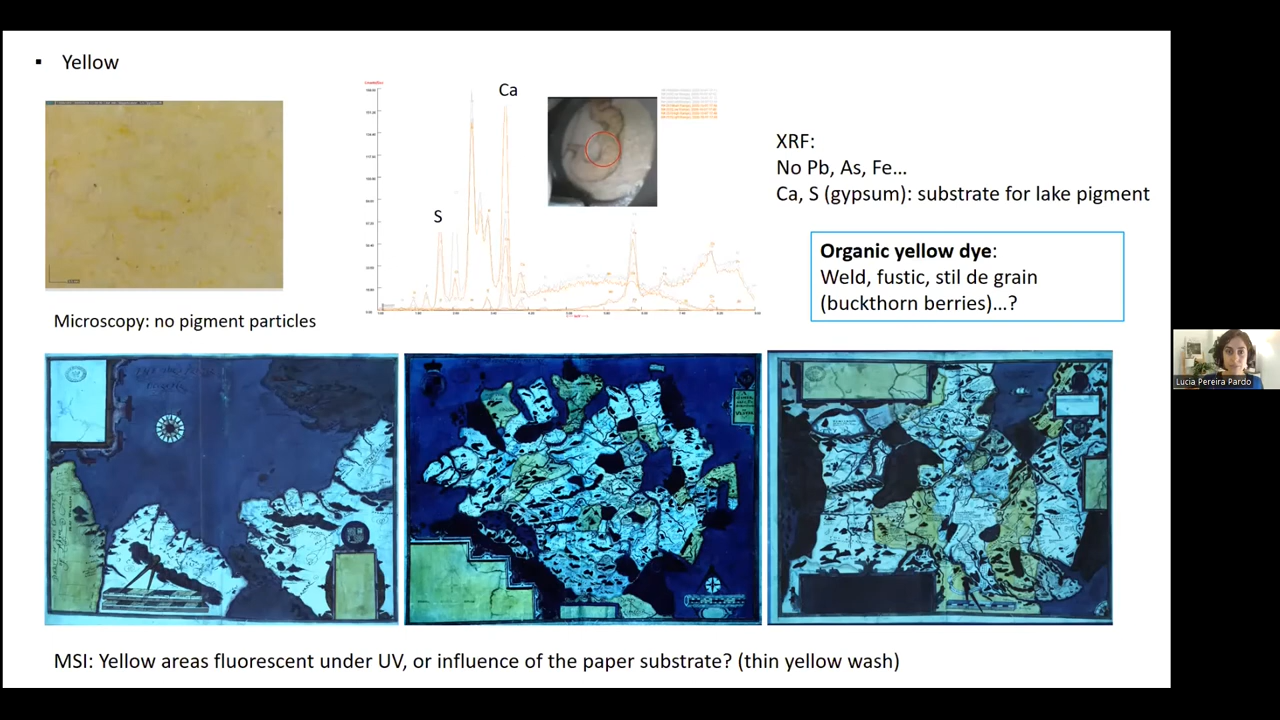 ▪ Yellow
Ca
S
XRF:
No Pb, As, Fe…
Ca, S (gypsum): substrate for lake pigment
Organic yellow dye:
Weld, fustic, stil de grain
(buckthorn berries)…?
Microscopy: no pigment particles
Lucia Pereira Pardo
MSI: Yellow areas fluorescent under UV, or influence of the paper substrate? (thin yellow wash)